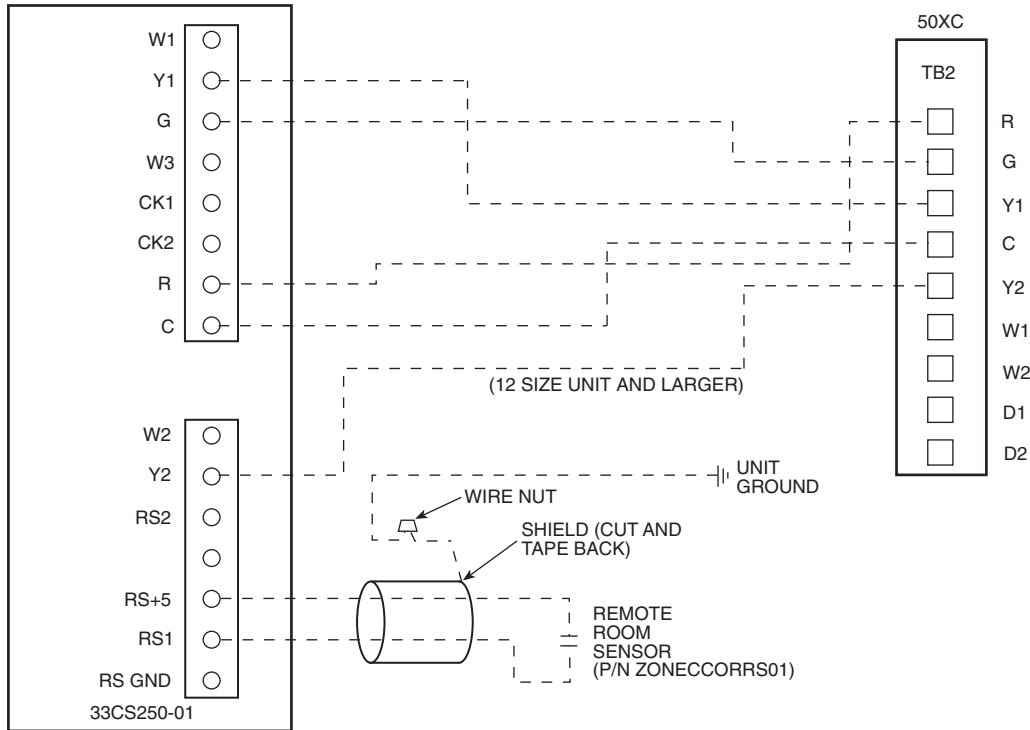 W1
Y1
G
W3
CK1
CK2
R
C
W2
Y2
RS2
RS+5
RS1
RS GND
33CS250-01
(12 SIZE UNIT AND LARGER)
UNIT
GROUND
WIRE NUT
SHIELD (CUT AND
TAPE BACK)
REMOTE
ROOM
SENSOR
(P/N ZONECCORRS01)
50XC
TB2
R
G
Y1
C
Y2
W1
W2
D1
D2